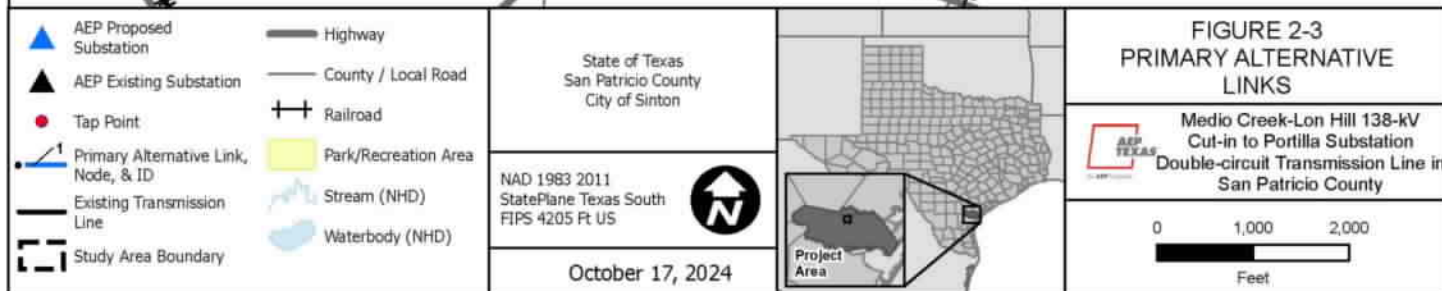 AEP Proposed
Substation
AEP Existing Substation
Tap Point
1
Primary Alternative Link,
Node, & ID
Existing Transmission
Line
Study Area Boundary
Highway
County / Local Road
Railroad
Park/Recreation Area
Stream (NHD)
Waterbody (NHD)
State of Texas
San Patricio County
City of Sinton
NAD 1983 2011
StatePlane Texas South
FIPS 4205 Ft US
N
October 17, 2024
Project
Area
FIGURE 2-3
PRIMARY ALTERNATIVE
LINKS
AEP
TEXAS
Medio Creek-Lon Hill 138-kV
Cut-in to Portilla Substation
Double-circuit Transmission Line in
San Patricio County
0 1,000 2,000
Feet